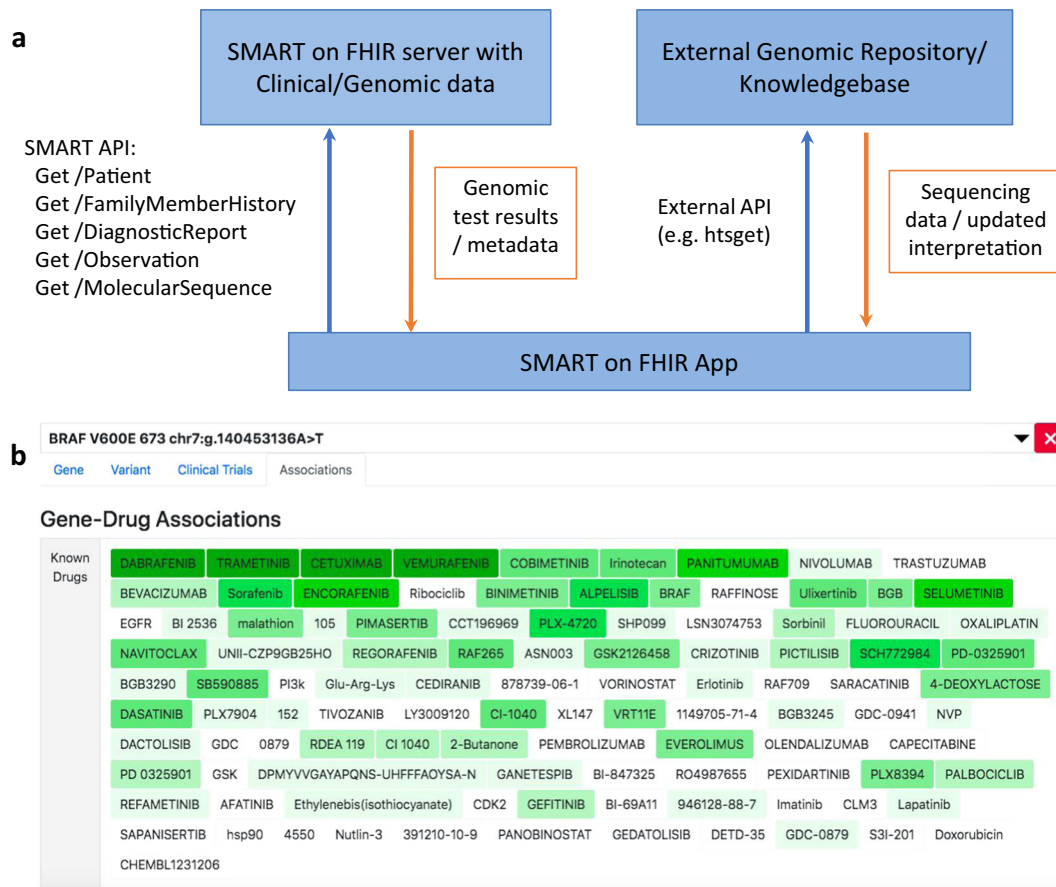 a
SMART on FHIR server with
Clinical/Genomic data
External Genomic Repository/
Knowledgebase
SMART API:
Get /Patient
Get /FamilyMemberHistory
Get /DiagnosticReport
Get /Observation
Get /MolecularSequence
Genomic
test results
/ metadata
External API
(e.g. htsget)
Sequencing
data / updated
interpretation
SMART on FHIR App
b
BRAF V600E 673 chr7:g.140453136A>T
Gene Variant Clinical Trials Associations
Gene-Drug Associations
Known
Drugs
DABRAFENIB TRAMETINIB CETUXIMAB VEMURAFENIB COBIMETINIB Irinotecan PANITUMUMAB NIVOLUMAB TRASTUZUMAB
BEVACIZUMAB Sorafenib ENCORAFENIB Ribociclib BINIMETINIB ALPELISIB BRAF RAFFINOSE Ulixertinib BGB SELUMETINIB
EGFR BI 2536 malathion 105 PIMASERTIB CCT196969 PLX-4720 SHP099 LSN3074753 Sorbinil FLUOROURACIL OXALIPLATIN
NAVITOCLAX UNII-CZP9GB25HO REGORAFENIB RAF265 ASN003 GSK2126458 CRIZOTINIB PICTILISIB SCH772984 PD-0325901
BGB3290 SB590885 PI3k Glu-Arg-Lys CEDIRANIB 878739-06-1 VORINOSTAT Erlotinib RAF709 SARACATINIB 4-DEOXYLACTOSE
DASATINIB PLX7904 152 TIVOZANIB LY3009120 CI-1040 XL147 VRT11E 1149705-71-4 BGB3245 GDC-0941 NVP
DACTOLISIB GDC 0879 RDEA 119 CI 1040 2-Butanone PEMBROLIZUMAB EVEROLIMUS OLENDALIZUMAB CAPECITABINE
PD 0325901 GSK DPMYVVGAYAPQNS-UHFFFAOYSA-N GANETESPIB BI-847325 RO4987655 PEXIDARTINIB PLX8394 PALBOCICLIB
REFAMETINIB AFATINIB Ethylenebis(isothiocyanate) CDK2 GEFITINIB BI-69A11 946128-88-7 Imatinib CLM3 Lapatinib
SAPANISERTIB hsp90 4550 Nutlin-3 391210-10-9 PANOBINOSTAT GEDATOLISIB DETD-35 GDC-0879 S3I-201 Doxorubicin
CHEMBL1231206